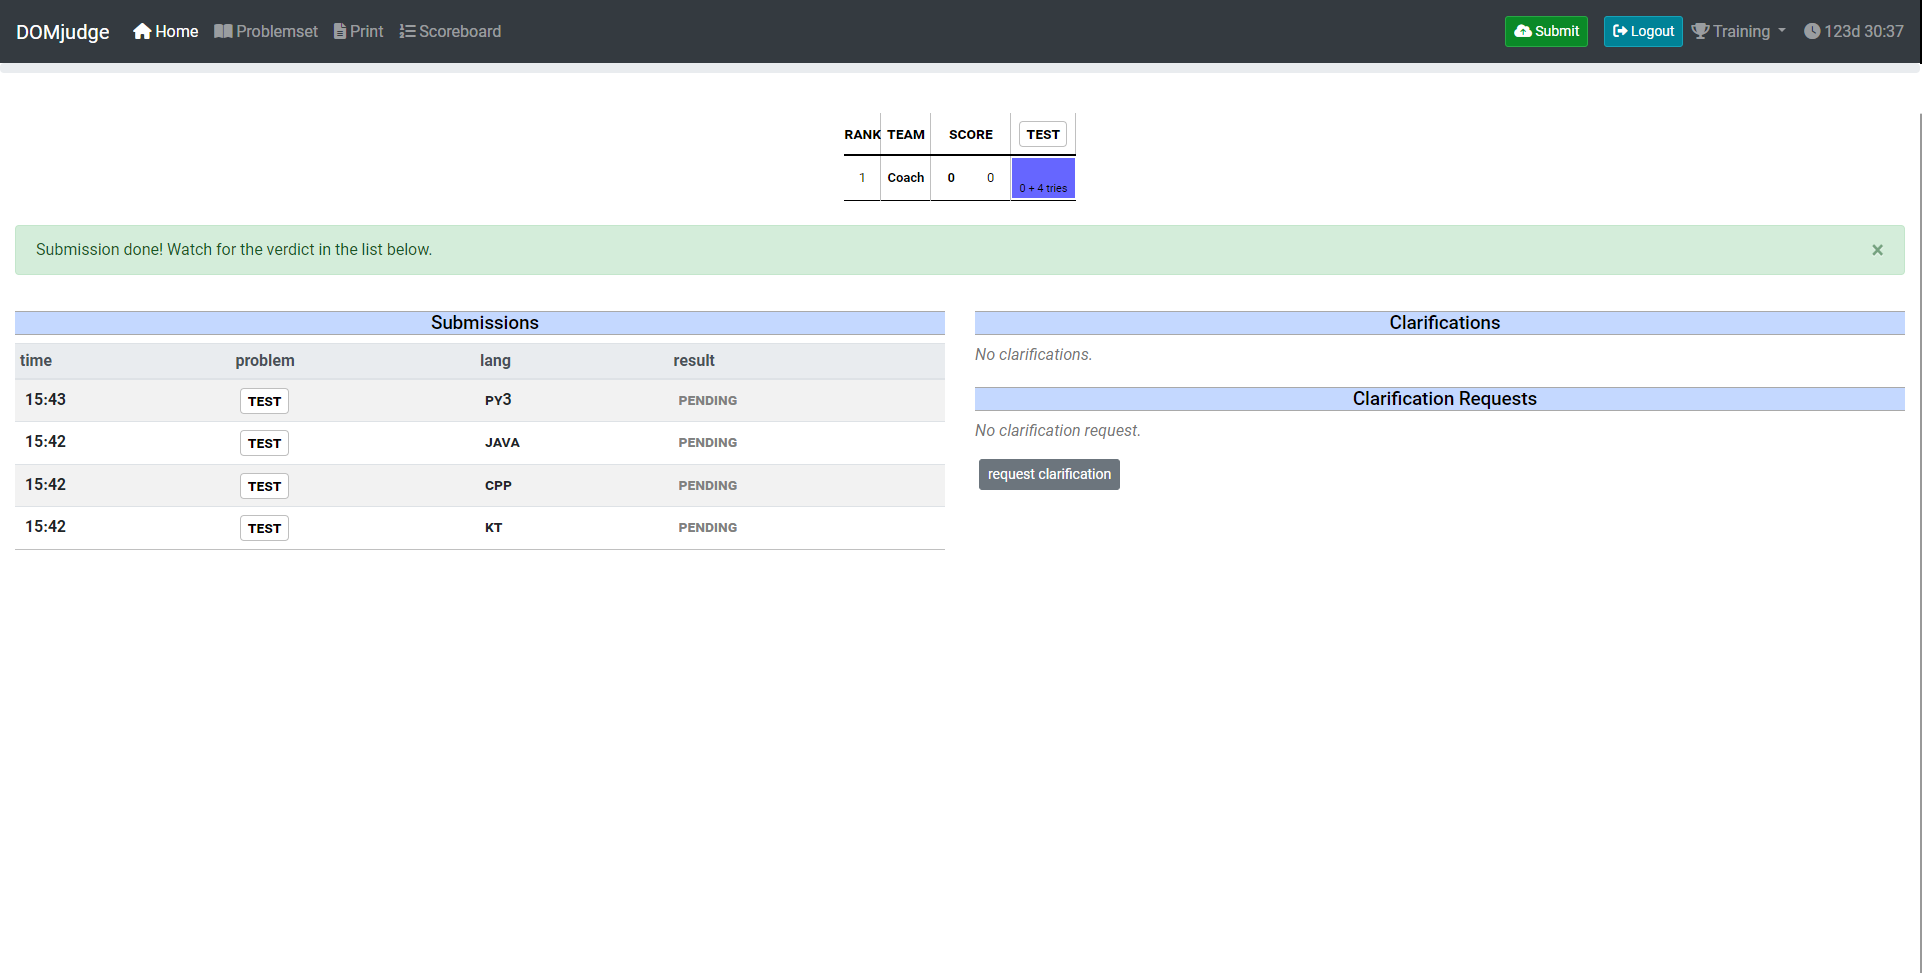 DOMjudge Home Problemset Print Scoreboard Submit Logout Training 123d 30:37
RANK TEAM SCORE TEST
1 Coach 0 0 0 + 4 tries
Submission done! Watch for the verdict in the list below. ×
Submissions
time problem lang result
15:43 TEST PY3 PENDING
15:42 TEST JAVA PENDING
15:42 TEST CPP PENDING
15:42 TEST KT PENDING
Clarifications
No clarifications.
Clarification Requests
No clarification request.
request clarification